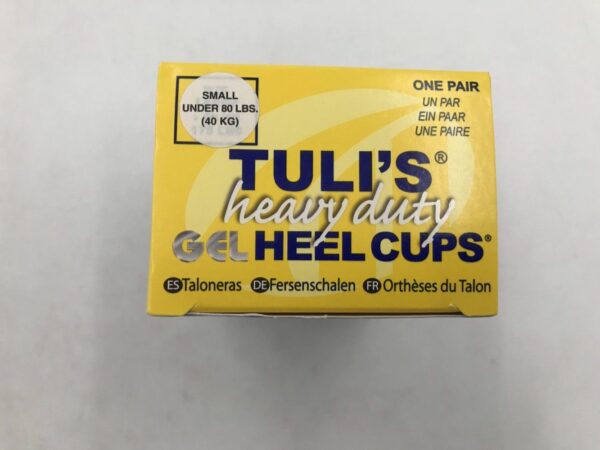 SMALL
UNDER 80 LBS.
(40 KG)
ONE PAIR
UN PAR
EIN PAAR
UNE PAIRE
TULI'S®
heavy duty
GEL HEEL CUPS®
ES Taloneras DE Fersenschalen FR Orthèses du Talon